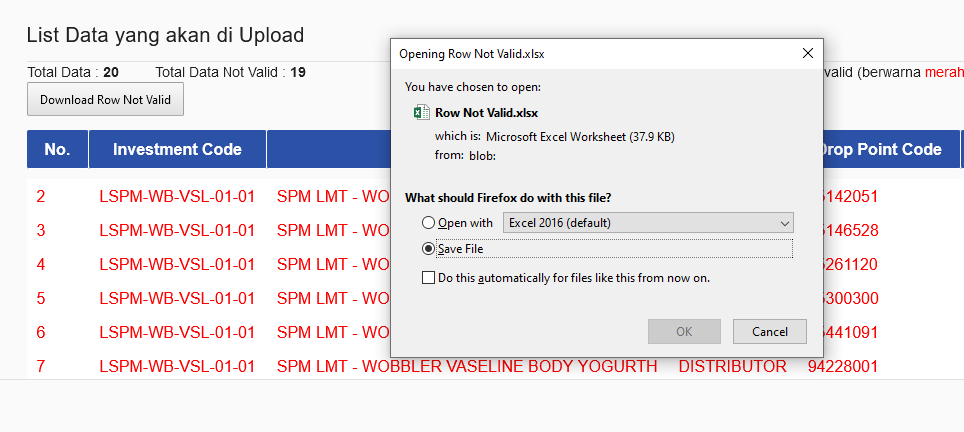 List Data yang akan di Upload
Total Data : 20 Total Data Not Valid : 19 valid (berwarna merah
Download Row Not Valid
Opening Row Not Valid.xlsx
You have chosen to open:
Row Not Valid.xlsx
which is: Microsoft Excel Worksheet (37.9 KB)
from: blob:
What should Firefox do with this file?
Open with Excel 2016 (default)
Save File
Do this automatically for files like this from now on.
OK Cancel
No. Investment Code Drop Point Code
2 LSPM-WB-VSL-01-01 SPM LMT - WOB 5142051
3 LSPM-WB-VSL-01-01 SPM LMT - WOB 5146528
4 LSPM-WB-VSL-01-01 SPM LMT - WOB 5261120
5 LSPM-WB-VSL-01-01 SPM LMT - WOB 5300300
6 LSPM-WB-VSL-01-01 SPM LMT - WOB 5441091
7 LSPM-WB-VSL-01-01 SPM LMT - WOBBLER VASELINE BODY YOGURTH DISTRIBUTOR 94228001